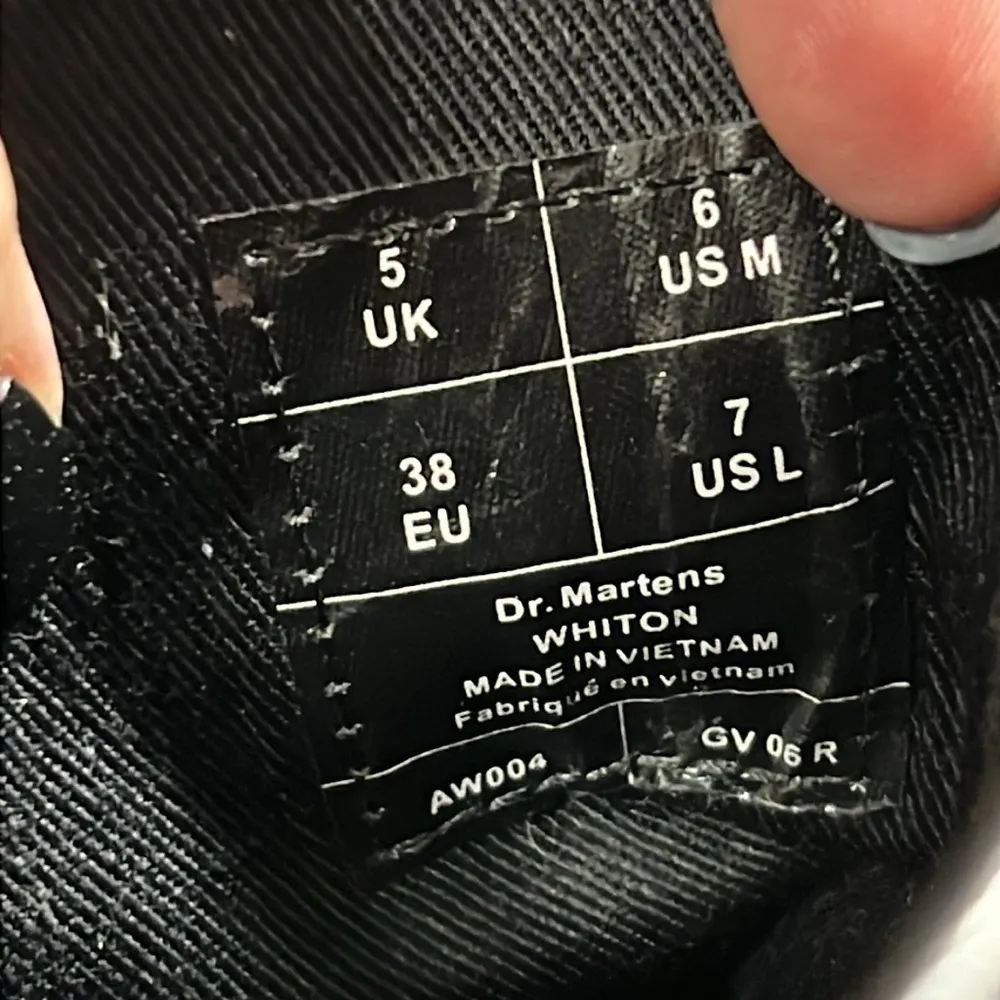 5
UK
6
US M
38
EU
7
US L
Dr. Martens
WHITON
MADE IN VIETNAM
Fabriqué en vietnam
AW004
GV 06 R